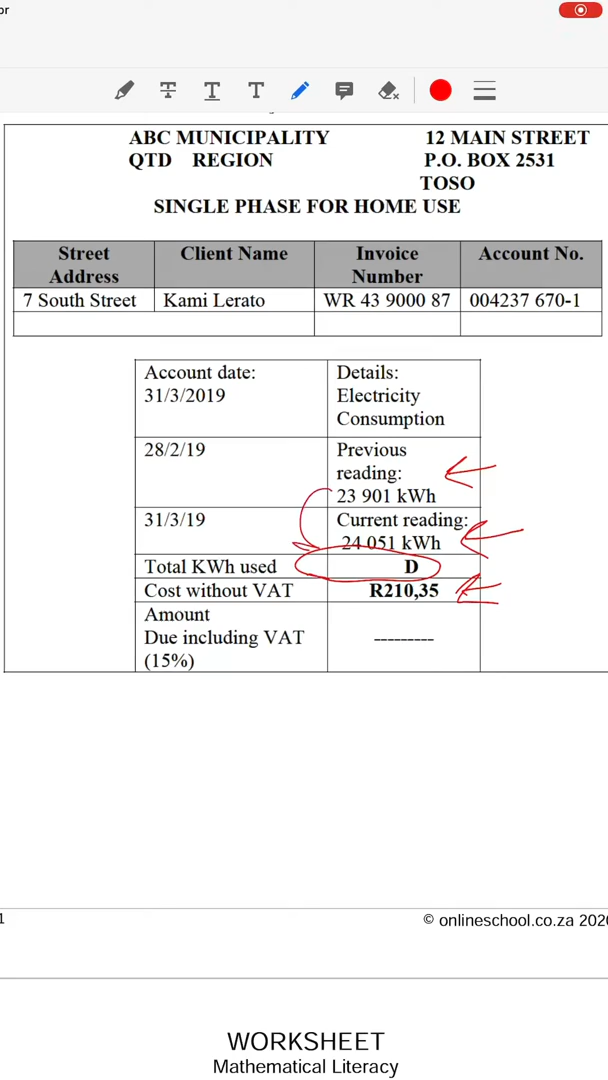 or
ABC MUNICIPALITY 12 MAIN STREET
QTD REGION P.O. BOX 2531
TOSO
SINGLE PHASE FOR HOME USE
Street Address Client Name Invoice Number Account No.
7 South Street Kami Lerato WR 43 9000 87 004237 670-1
Account date: Details:
31/3/2019 Electricity
Consumption
28/2/19 Previous
reading:
23 901 kWh
31/3/19 Current reading:
24 051 kWh
Total KWh used D
Cost without VAT R210,35
Amount
Due including VAT ---------
(15%)
1 © onlineschool.co.za 2020
WORKSHEET
Mathematical Literacy